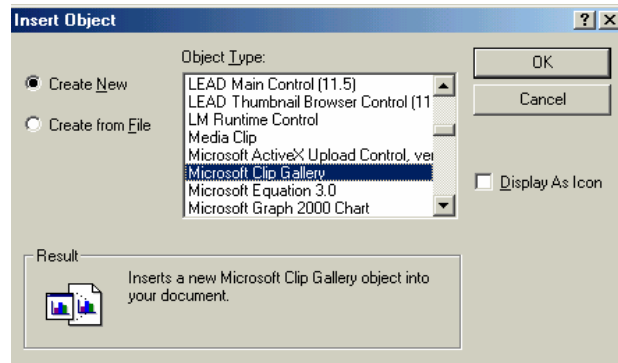 Insert Object
Object Type:
Create New
Create from File
LEAD Main Control (11.5)
LEAD Thumbnail Browser Control (11
LM Runtime Control
Media Clip
Microsoft ActiveX Upload Control, ver
Microsoft Clip Gallery
Microsoft Equation 3.0
Microsoft Graph 2000 Chart
OK
Cancel
Display As Icon
Result
Inserts a new Microsoft Clip Gallery object into
your document.